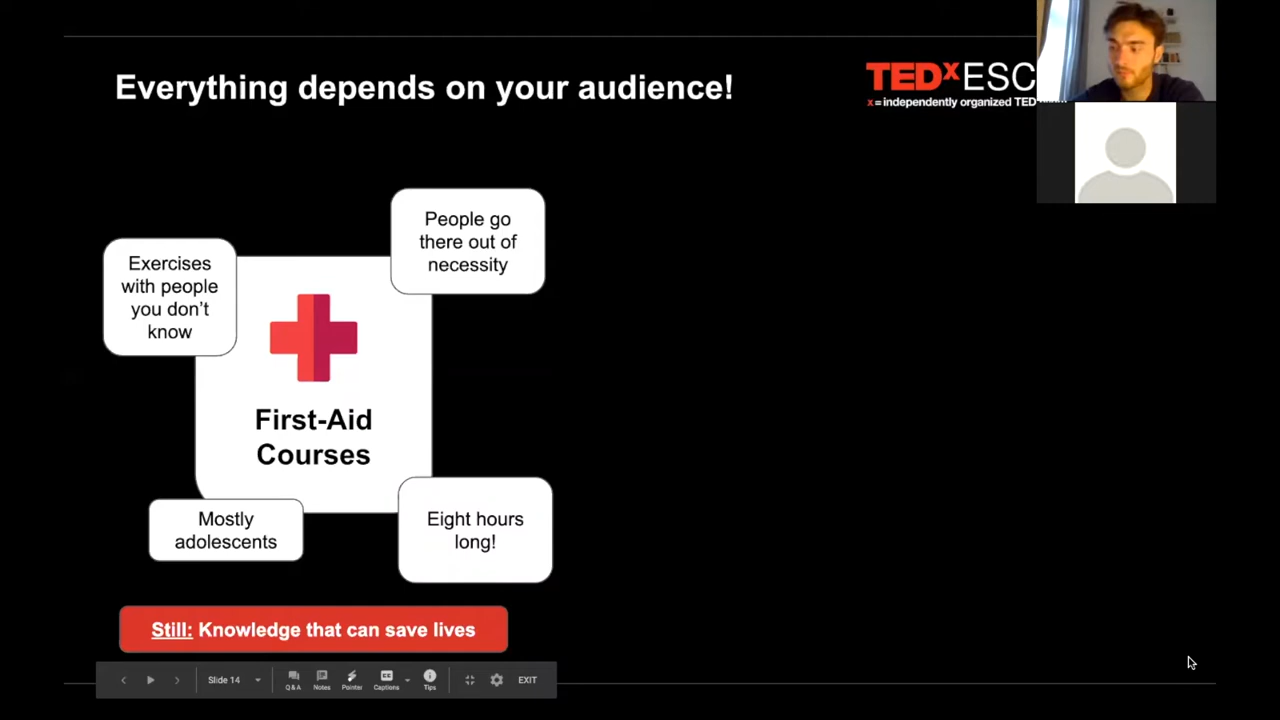 Everything depends on your audience!
TEDxESC
x = independently organized TED
People go
there out of
necessity
Exercises
with people
you don't
know
First-Aid
Courses
Mostly
adolescents
Eight hours
long!
Still: Knowledge that can save lives
Slide 14
Q & A
Notes
Pointer
CC
Captions
Tips
EXIT